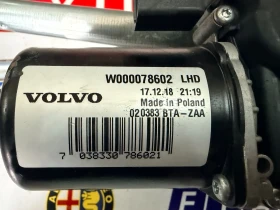 W000078602 LHD
VOLVO
17.12.18 21:19
Made in Poland
020383 BTA-ZAA
7 038330 786021